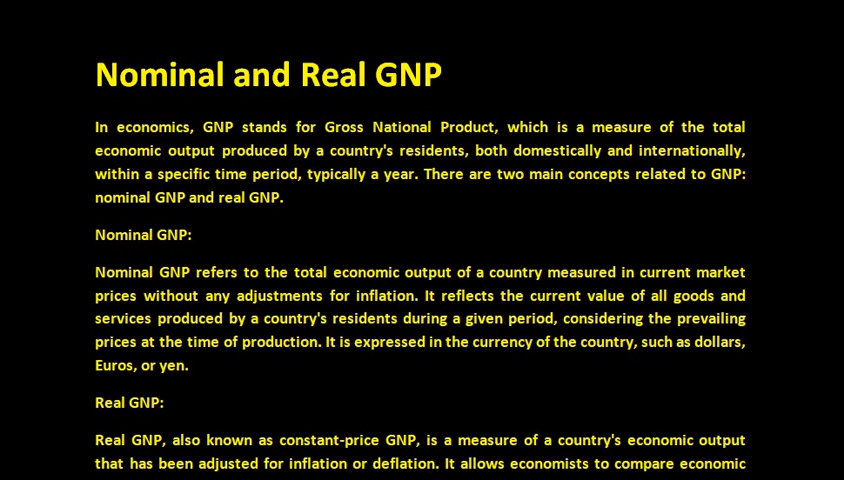 Nominal and Real GNP
In economics, GNP stands for Gross National Product, which is a measure of the total
economic output produced by a country's residents, both domestically and internationally,
within a specific time period, typically a year. There are two main concepts related to GNP:
nominal GNP and real GNP.
Nominal GNP:
Nominal GNP refers to the total economic output of a country measured in current market
prices without any adjustments for inflation. It reflects the current value of all goods and
services produced by a country's residents during a given period, considering the prevailing
prices at the time of production. It is expressed in the currency of the country, such as dollars,
Euros, or yen.
Real GNP:
Real GNP, also known as constant-price GNP, is a measure of a country's economic output
that has been adjusted for inflation or deflation. It allows economists to compare economic